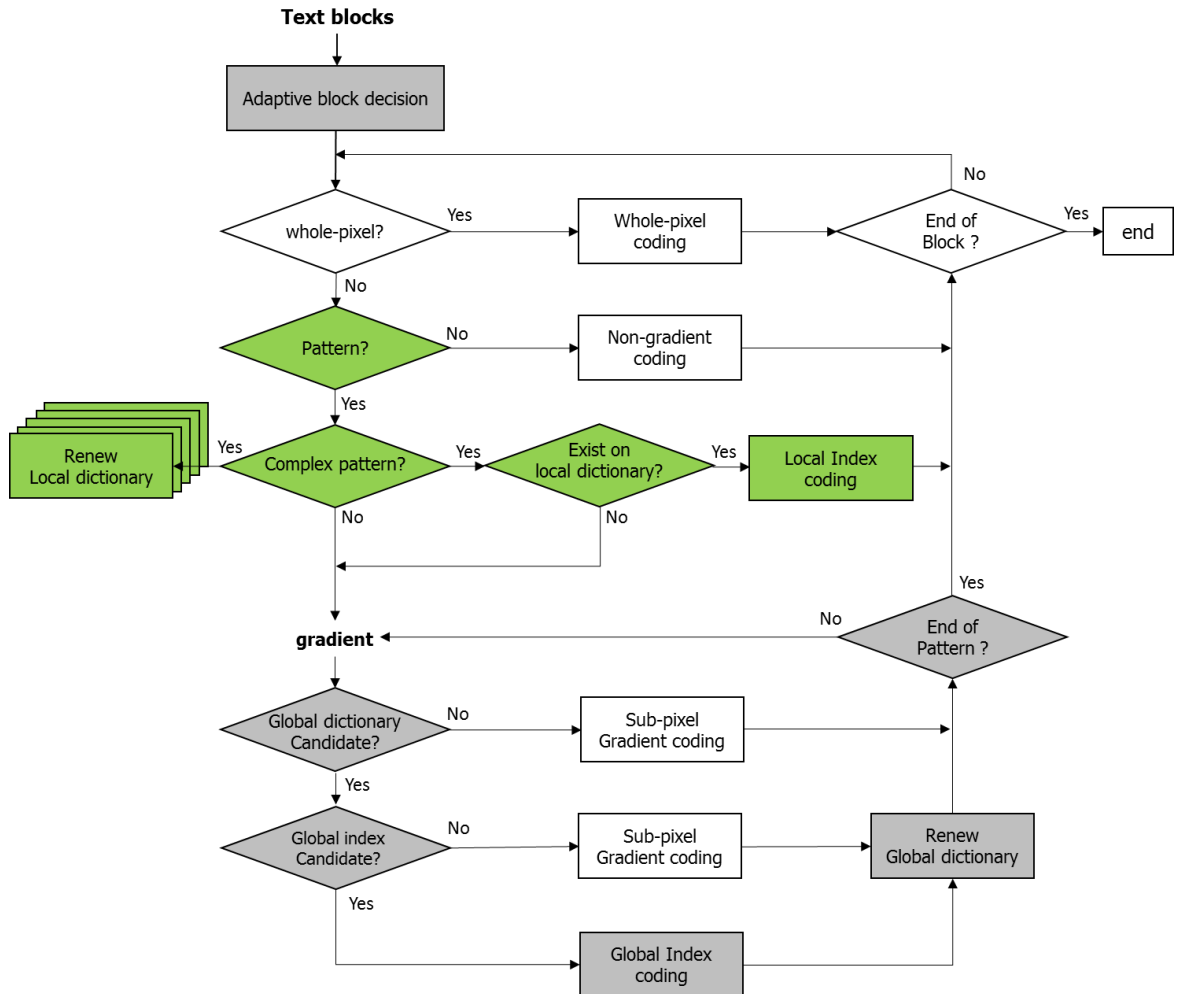 Text blocks
Adaptive block decision
No
whole-pixel?
Yes
Whole-pixel
coding
End of
Block ?
Yes
end
No
Pattern?
No
Non-gradient
coding
Yes
Renew
Local dictionary
Yes
Complex pattern?
Yes
Exist on
local dictionary?
Yes
Local Index
coding
No
No
Yes
gradient
No
End of
Pattern ?
Global dictionary
Candidate?
No
Sub-pixel
Gradient coding
Yes
Global index
Candidate?
No
Sub-pixel
Gradient coding
Renew
Global dictionary
Yes
Global Index
coding